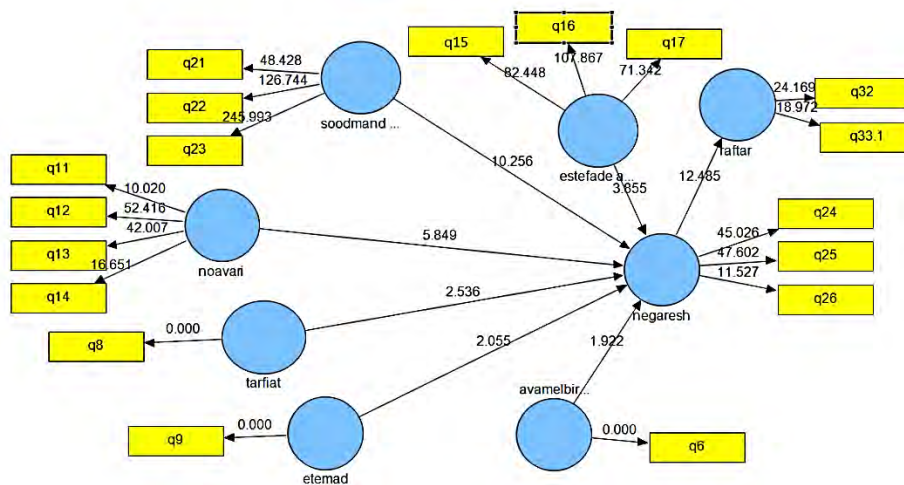 q15
q16
q17
82.448
107.867
71.342
q21
q22
q23
48.428
126.744
245.993
soodmand ...
estefade a...
q32
q33.1
24.169
18.972
raftar
10.256
3.855
12.485
q11
q12
q13
q14
10.020
52.416
42.007
16.651
noavari
5.849
q24
q25
q26
45.026
47.602
11.527
negaresh
2.536
q8
0.000
tarfiat
2.055
1.922
avamelbir...
q9
0.000
etemad
0.000
q6